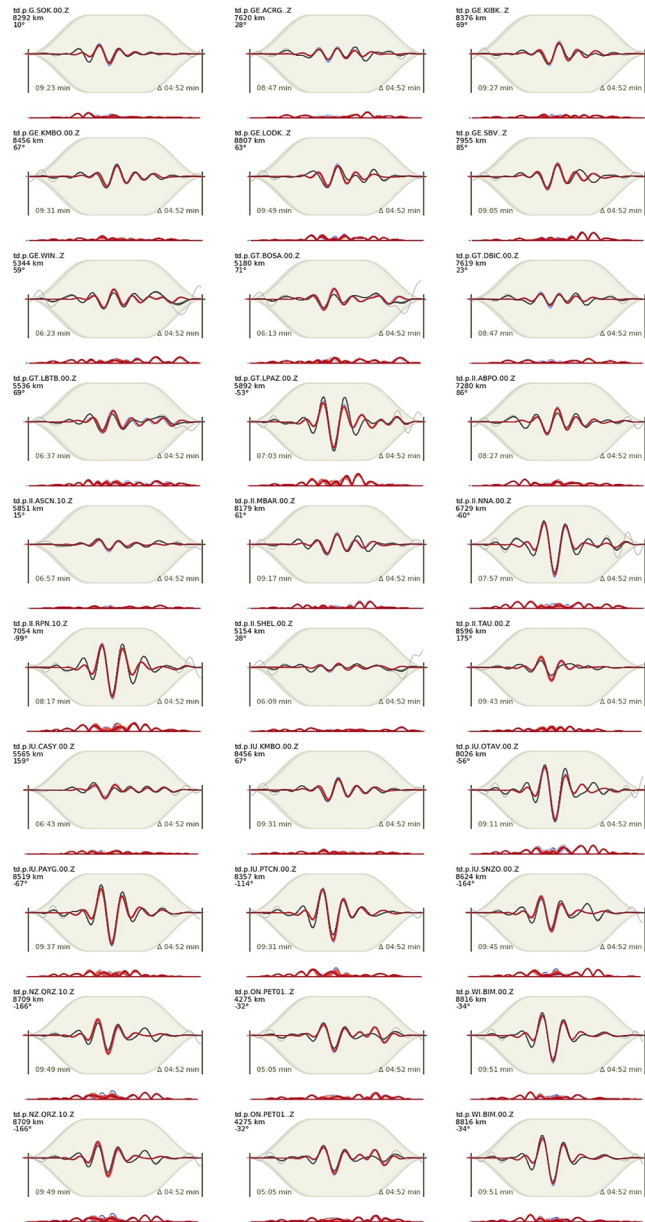 td.p.G.SOK.00.Z
8292 km
10°
09:23 min
Δ 04:52 min
td.p.GE.ACRG..Z
7620 km
28°
08:47 min
Δ 04:52 min
td.p.GE.KIBK..Z
8376 km
69°
09:27 min
Δ 04:52 min
td.p.GE.KMBO.00.Z
8456 km
67°
09:31 min
Δ 04:52 min
td.p.GE.LODK..Z
8807 km
63°
09:49 min
Δ 04:52 min
td.p.GE.SBV..Z
7955 km
85°
09:05 min
Δ 04:52 min
td.p.GE.WIN..Z
5344 km
59°
06:23 min
Δ 04:52 min
td.p.GT.BOSA.00.Z
5180 km
71°
06:13 min
Δ 04:52 min
td.p.GT.DBIC.00.Z
7619 km
23°
08:47 min
Δ 04:52 min
td.p.GT.LBTB.00.Z
5536 km
69°
06:37 min
Δ 04:52 min
td.p.GT.LPAZ.00.Z
5892 km
-53°
07:03 min
Δ 04:52 min
td.p.II.ABPO.00.Z
7280 km
86°
08:27 min
Δ 04:52 min
td.p.II.ASCN.10.Z
5851 km
15°
06:57 min
Δ 04:52 min
td.p.II.MBAR.00.Z
8179 km
61°
09:17 min
Δ 04:52 min
td.p.II.NNA.00.Z
6729 km
-60°
07:57 min
Δ 04:52 min
td.p.II.RPN.10.Z
7054 km
-99°
08:17 min
Δ 04:52 min
td.p.II.SHEL.00.Z
5154 km
28°
06:09 min
Δ 04:52 min
td.p.II.TAU.00.Z
8596 km
175°
09:43 min
Δ 04:52 min
td.p.IU.CASY.00.Z
5565 km
159°
06:43 min
Δ 04:52 min
td.p.IU.KMBO.00.Z
8456 km
67°
09:31 min
Δ 04:52 min
td.p.IU.OTAV.00.Z
8026 km
-56°
09:11 min
Δ 04:52 min
td.p.IU.PAYG.00.Z
8519 km
-67°
09:37 min
Δ 04:52 min
td.p.IU.PTCN.00.Z
8357 km
-114°
09:31 min
Δ 04:52 min
td.p.IU.SNZO.00.Z
8624 km
-164°
09:45 min
Δ 04:52 min
td.p.NZ.QRZ.10.Z
8709 km
-166°
09:49 min
Δ 04:52 min
td.p.ON.PET01..Z
4275 km
-32°
05:05 min
Δ 04:52 min
td.p.WI.BIM.00.Z
8816 km
-34°
09:51 min
Δ 04:52 min
td.p.NZ.QRZ.10.Z
8709 km
-166°
09:49 min
Δ 04:52 min
td.p.ON.PET01..Z
4275 km
-32°
05:05 min
Δ 04:52 min
td.p.WI.BIM.00.Z
8816 km
-34°
09:51 min
Δ 04:52 min